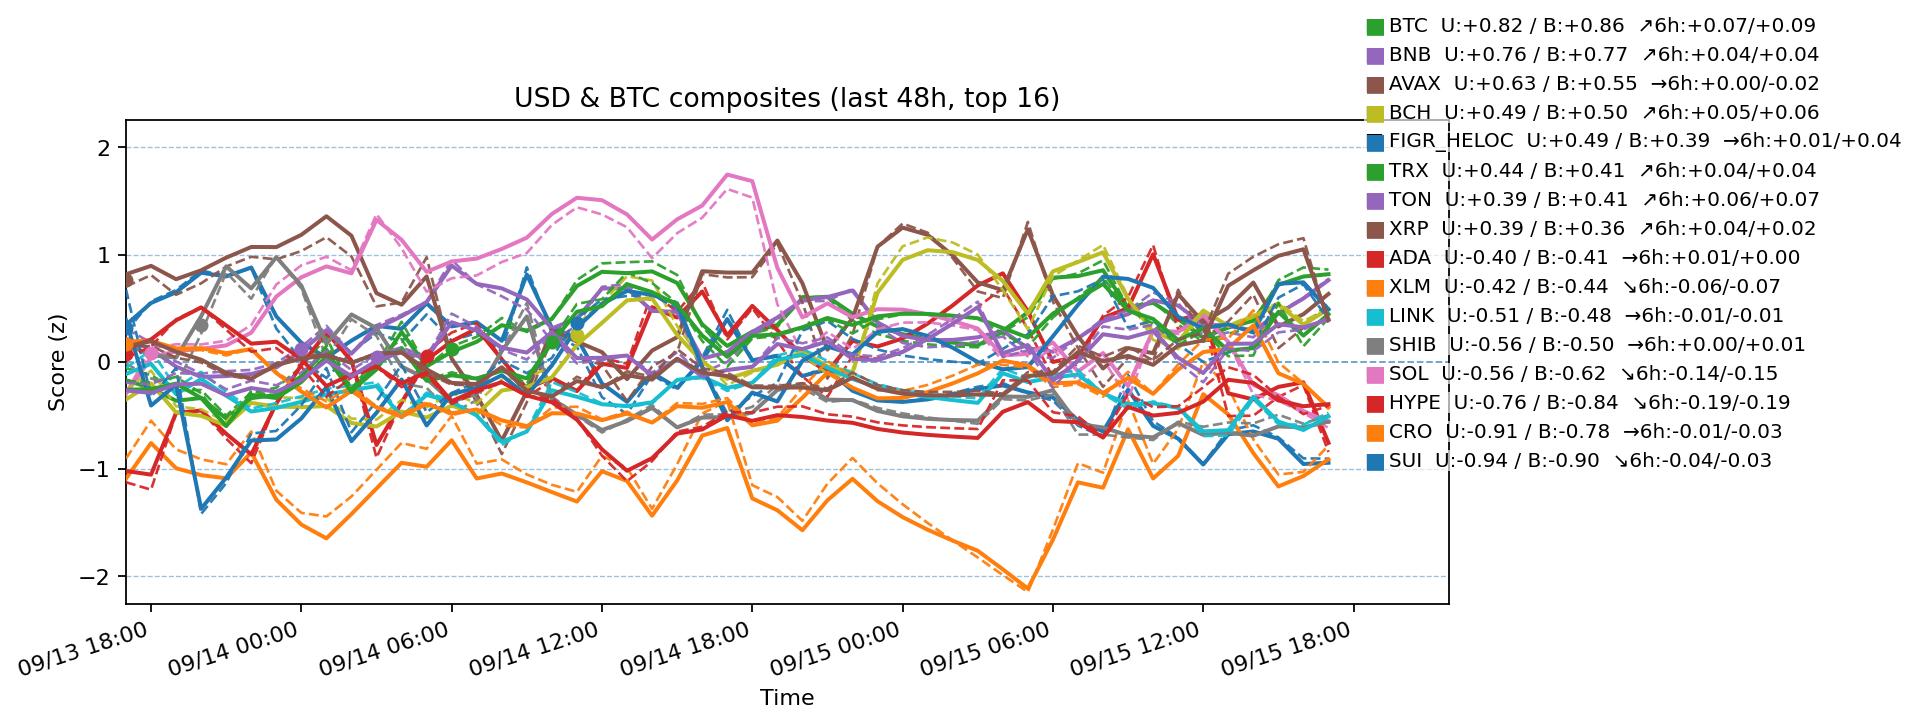 BTC U:+0.82 / B:+0.86 ↗6h:+0.07/+0.09
BNB U:+0.76 / B:+0.77 ↗6h:+0.04/+0.04
AVAX U:+0.63 / B:+0.55 →6h:+0.00/-0.02
BCH U:+0.49 / B:+0.50 ↗6h:+0.05/+0.06
FIGR_HELOC U:+0.49 / B:+0.39 →6h:+0.01/+0.04
TRX U:+0.44 / B:+0.41 ↗6h:+0.04/+0.04
TON U:+0.39 / B:+0.41 ↗6h:+0.06/+0.07
XRP U:+0.39 / B:+0.36 ↗6h:+0.04/+0.02
ADA U:-0.40 / B:-0.41 →6h:+0.01/+0.00
XLM U:-0.42 / B:-0.44 ↘6h:-0.06/-0.07
LINK U:-0.51 / B:-0.48 →6h:-0.01/-0.01
SHIB U:-0.56 / B:-0.50 →6h:+0.00/+0.01
SOL U:-0.56 / B:-0.62 ↘6h:-0.14/-0.15
HYPE U:-0.76 / B:-0.84 ↘6h:-0.19/-0.19
CRO U:-0.91 / B:-0.78 →6h:-0.01/-0.03
SUI U:-0.94 / B:-0.90 ↘6h:-0.04/-0.03
USD & BTC composites (last 48h, top 16)
Score (z)
2
1
0
−1
−2
09/13 18:00
09/14 00:00
09/14 06:00
09/14 12:00
09/14 18:00
09/15 00:00
09/15 06:00
09/15 12:00
09/15 18:00
Time